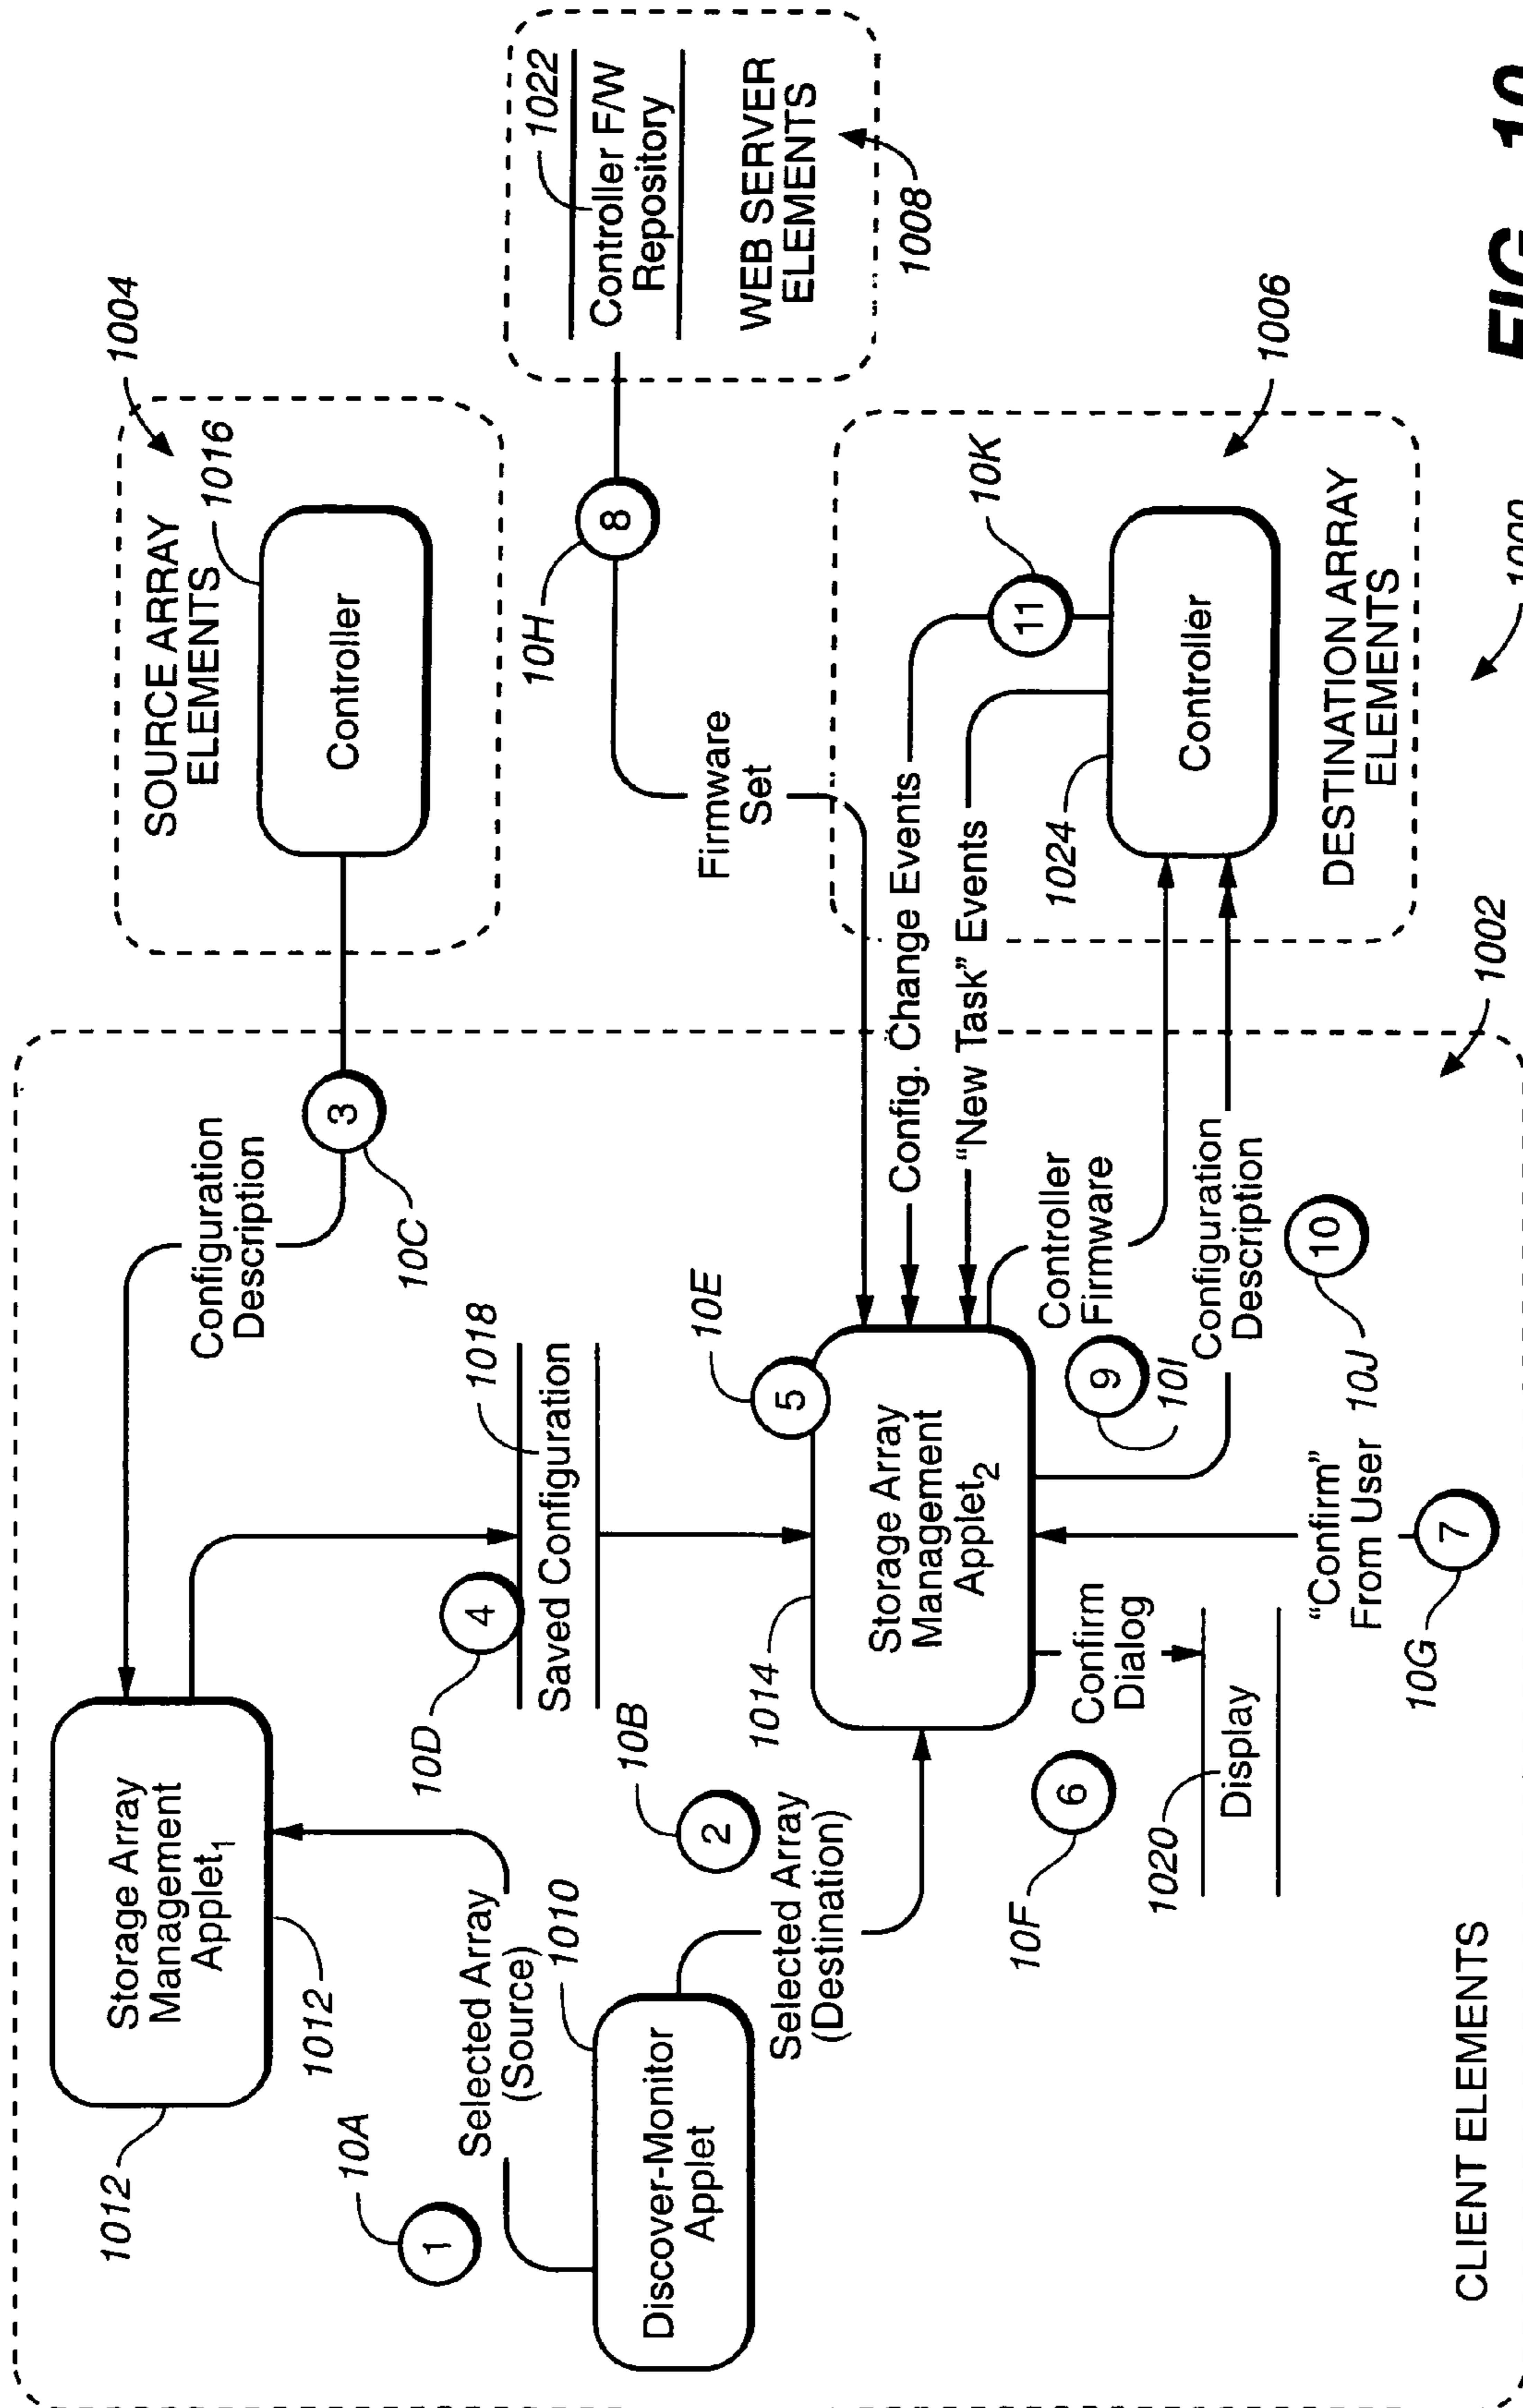 1012
Storage Array
Management
Applet1
1012
10A
1
Selected Array
(Source)
1010
Discover-Monitor
Applet
10B
2
Selected Array
(Destination)
Configuration
Description
3
10C
10D
4
1018
Saved Configuration
10E
5
1014
Storage Array
Management
Applet2
10F
6
Confirm
Dialog
1020
Display
"Confirm"
From User
7
10G
Controller
Firmware
9
10I
Configuration
Description
10
10J
CLIENT ELEMENTS
1002
1004
SOURCE ARRAY
ELEMENTS
1016
Controller
10H
8
Firmware
Set
1022
Controller F/W
Repository
WEB SERVER
ELEMENTS
1008
Config. Change Events
"New Task" Events
11
10K
1024
Controller
DESTINATION ARRAY
ELEMENTS
1006